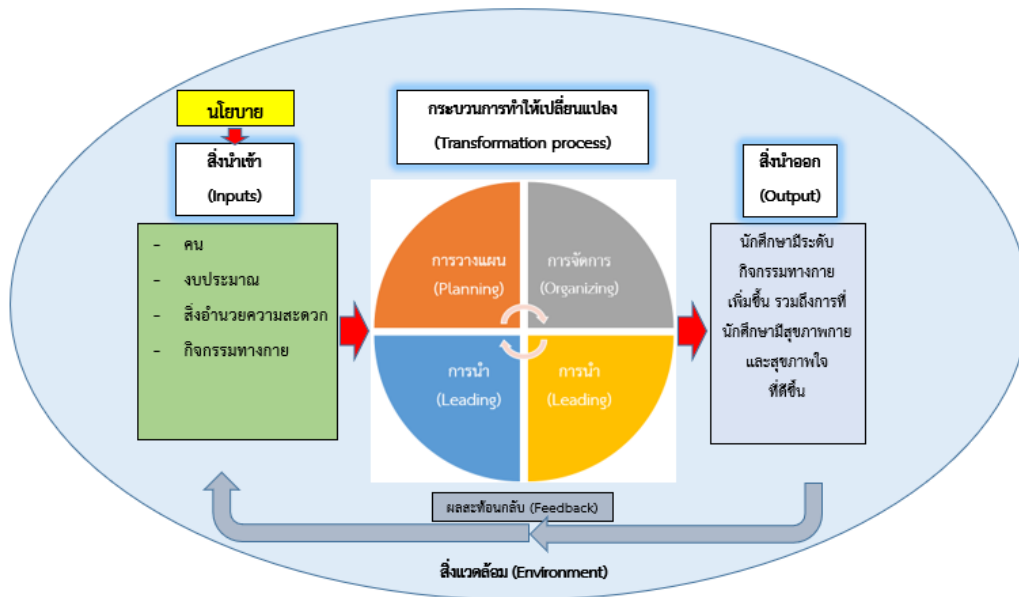 นโยบาย
สิ่งนำเข้า
(Inputs)
- คน
- งบประมาณ
- สิ่งอำนวยความสะดวก
- กิจกรรมทางกาย
กระบวนการทำให้เปลี่ยนแปลง
(Transformation process)
การวางแผน
(Planning)
การจัดการ
(Organizing)
การนำ
(Leading)
การนำ
(Leading)
สิ่งนำออก
(Output)
นักศึกษามีระดับ
กิจกรรมทางกาย
เพิ่มขึ้น รวมถึงการที่
นักศึกษามีสุขภาพกาย
และสุขภาพใจ
ที่ดีขึ้น
ผลสะท้อนกลับ (Feedback)
สิ่งแวดล้อม (Environment)